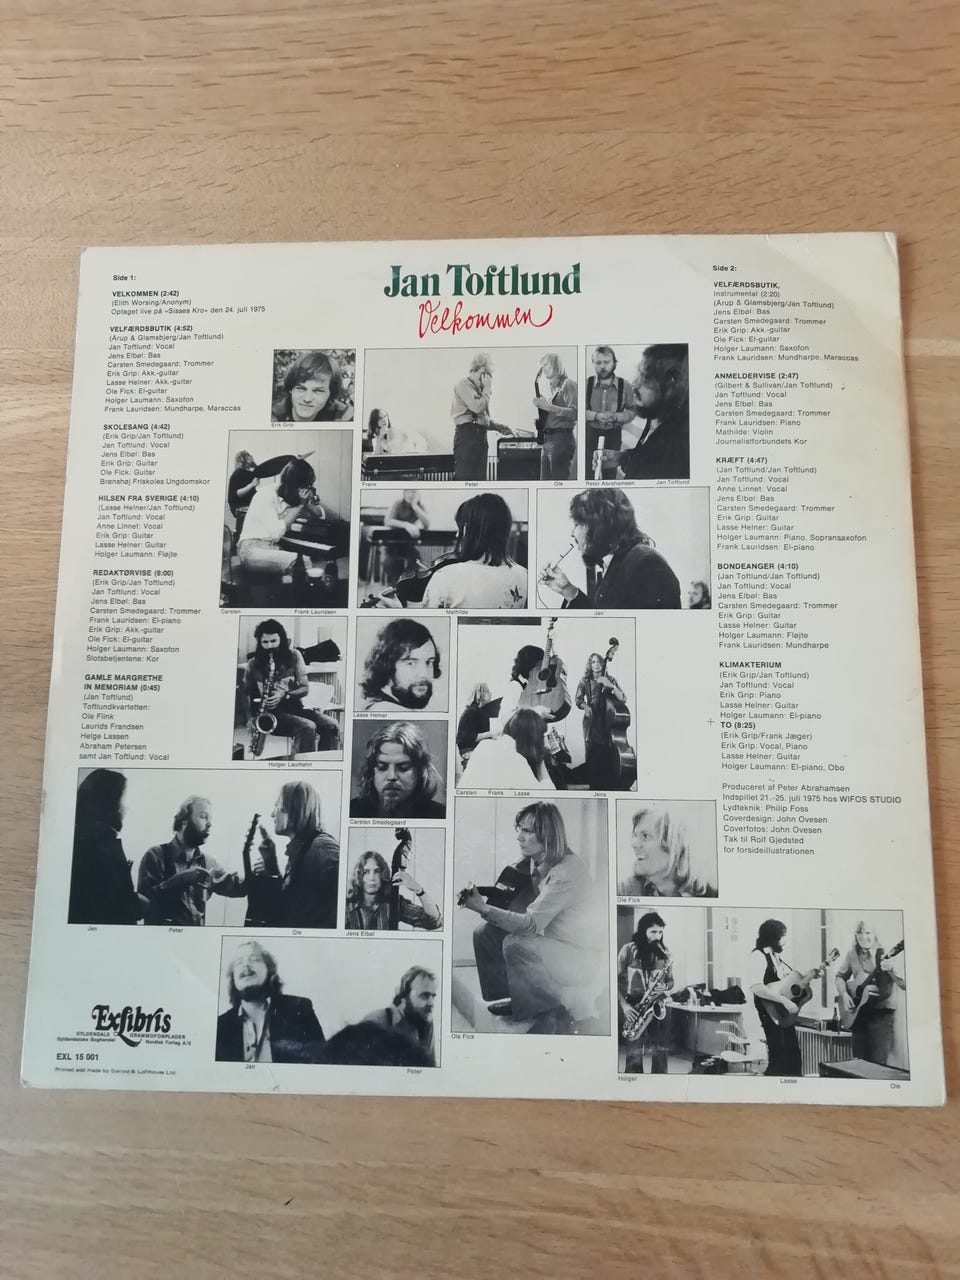 Jan Toftlund
Velkommen
Side 1:
VELKOMMEN (2:42)
(Elith Worsing/Anonym)
Optaget live på »Sisses Kro« den 24. juli 1975
VELFÆRDSBUTIK (4:52)
(Arup & Glamsbjerg/Jan Toftlund)
Jan Toftlund: Vocal
Jens Elbøl: Bas
Carsten Smedegaard: Trommer
Erik Grip: Akk.-guitar
Lasse Helner: Akk.-guitar
Ole Fick: El-guitar
Holger Laumann: Saxofon
Frank Lauridsen: Mundharpe, Maraccas
SKOLESANG (4:42)
(Erik Grip/Jan Toftlund)
Jan Toftlund: Vocal
Jens Elbøl: Bas
Erik Grip: Guitar
Ole Fick: Guitar
Brønshøj Friskoles Ungdomskor
HILSEN FRA SVERIGE (4:10)
(Lasse Helner/Jan Toftlund)
Jan Toftlund: Vocal
Anne Linnet: Vocal
Erik Grip: Guitar
Lasse Helner: Guitar
Holger Laumann: Fløjte
REDAKTØRVISE (6:00)
(Erik Grip/Jan Toftlund)
Jan Toftlund: Vocal
Jens Elbøl: Bas
Carsten Smedegaard: Trommer
Frank Lauridsen: El-piano
Erik Grip: Akk-guitar
Ole Fick: El-guitar
Holger Laumann: Saxofon
Slotsbetjentene: Kor
GAMLE MARGRETHE
IN MEMORIAM (0:45)
(Jan Toftlund)
Toftlundkvartetten:
Ole Flink
Laurids Frandsen
Helge Lassen
Abraham Petersen
samt Jan Toftlund: Vocal
Erik Grip
Frank Peter Ole
Peter Abrahamsen Jan Toftlund
Carsten Frank Lauridsen
Mathilde
Jan
Holger Laumann
Lasse Helner
Carsten Smedegaard
Carsten Frank Lasse Jens
Jan Peter Ole
Jens Elbøl
Ole Fick
Ole Fick
Jan Peter
Holger Lasse Ole
Side 2:
VELFÆRDSBUTIK,
Instrumental (2:20)
(Arup & Glamsbjerg/Jan Toftlund)
Jens Elbøl: Bas
Carsten Smedegaard: Trommer
Erik Grip: Akk.-guitar
Ole Fick: El-guitar
Holger Laumann: Saxofon
Frank Lauridsen: Mundharpe, Maraccas
ANMELDERVISE (2:47)
(Gilbert & Sullivan/Jan Toftlund)
Jan Toftlund: Vocal
Jens Elbøl: Bas
Carsten Smedegaard: Trommer
Frank Lauridsen: Piano
Mathilde: Violin
Journalistforbundets Kor
KRÆFT (4:47)
(Jan Toftlund/Jan Toftlund)
Jan Toftlund: Vocal
Anne Linnet: Vocal
Jens Elbøl: Bas
Carsten Smedegaard: Trommer
Erik Grip: Guitar
Lasse Helner: Guitar
Holger Laumann: Piano, Sopransaxofon
Frank Lauridsen: El-piano
BONDEANGER (4:10)
(Jan Toftlund/Jan Toftlund)
Jan Toftlund: Vocal
Jens Elbøl: Bas
Carsten Smedegaard: Trommer
Erik Grip: Guitar
Lasse Helner: Guitar
Holger Laumann: Fløjte
Frank Lauridsen: Mundharpe
KLIMAKTERIUM
(Erik Grip/Jan Toftlund)
Jan Toftlund: Vocal
Erik Grip: Piano
Lasse Helner: Guitar
Holger Laumann: El-piano
TO (8:25)
(Erik Grip/Frank Jæger)
Erik Grip: Vocal, Piano
Lasse Helner: Guitar
Holger Laumann: El-piano, Obo
Produceret af Peter Abrahamsen
Indspillet 21.-25. juli 1975 hos WIFOS STUDIO
Lydteknik: Philip Foss
Coverdesign: John Ovesen
Coverfotos: John Ovesen
Tak til Rolf Gjedsted
for forsideillustrationen
Exlibris
GYLDENDALS GRAMMOFONPLADER
Gyldendalske Boghandel Nordisk Forlag A/S
EXL 15 001
Printed and made by Garrod & Lofthouse Ltd.